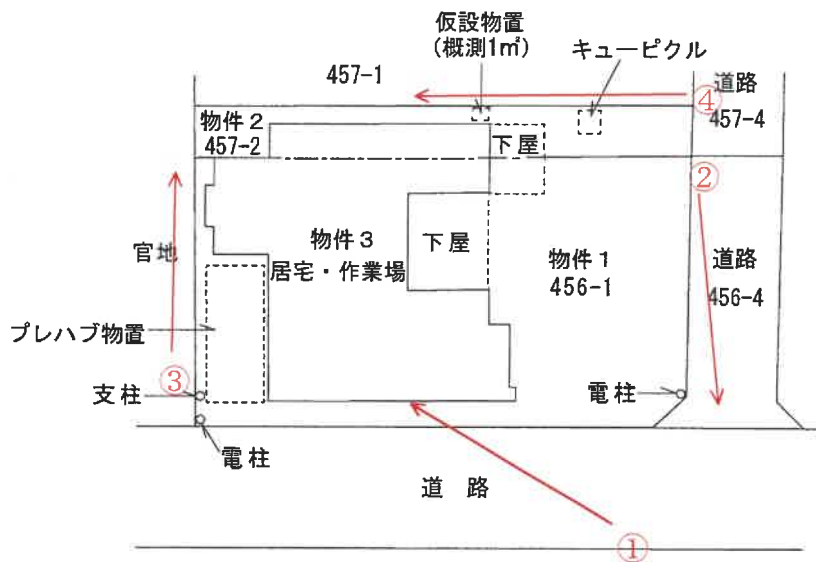 仮設物置
(概測1㎡)
キュービクル
457-1
道路
457-4
④
物件2
457-2
下屋
②
官地
物件3
居宅・作業場
下屋
物件1
456-1
道路
456-4
プレハブ物置
③
支柱
電柱
電柱
道 路
①